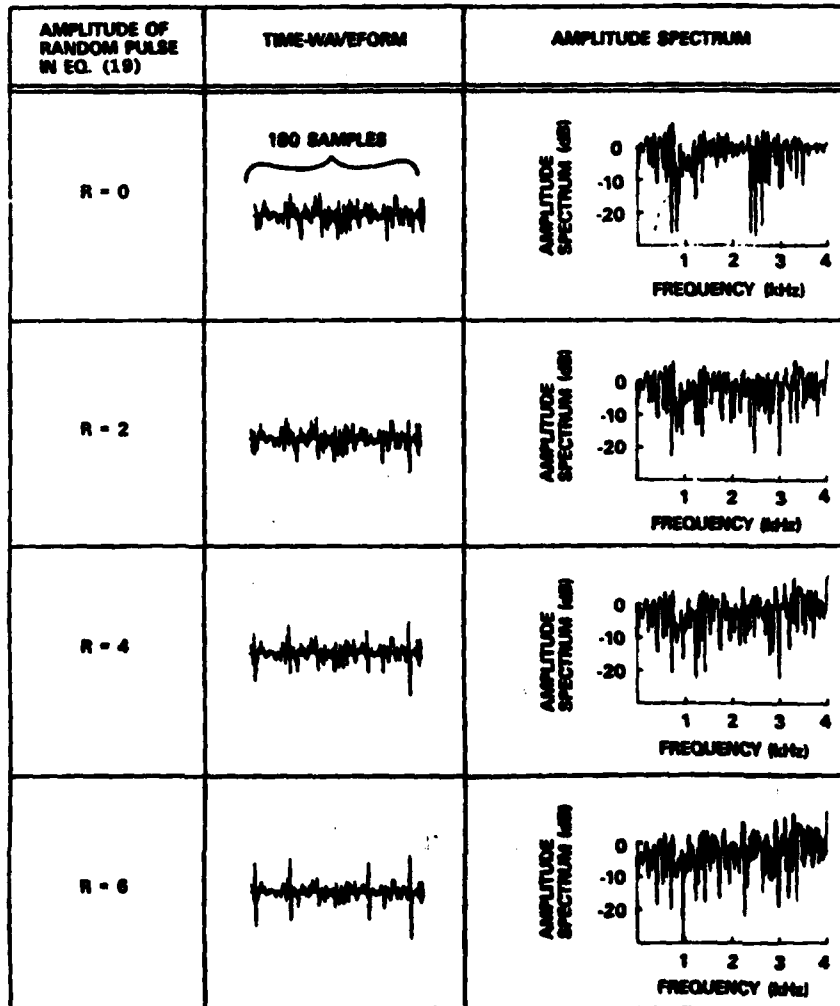 AMPLITUDE OF
RANDOM PULSE
IN EQ. (19)
TIME-WAVEFORM
AMPLITUDE SPECTRUM
R = 0
180 SAMPLES
AMPLITUDE
SPECTRUM (dB)
0
-10
-20
1 2 3 4
FREQUENCY (kHz)
R = 2
AMPLITUDE
SPECTRUM (dB)
0
-10
-20
1 2 3 4
FREQUENCY (kHz)
R = 4
AMPLITUDE
SPECTRUM (dB)
0
-10
-20
1 2 3 4
FREQUENCY (kHz)
R = 6
AMPLITUDE
SPECTRUM (dB)
0
-10
-20
1 2 3 4
FREQUENCY (kHz)